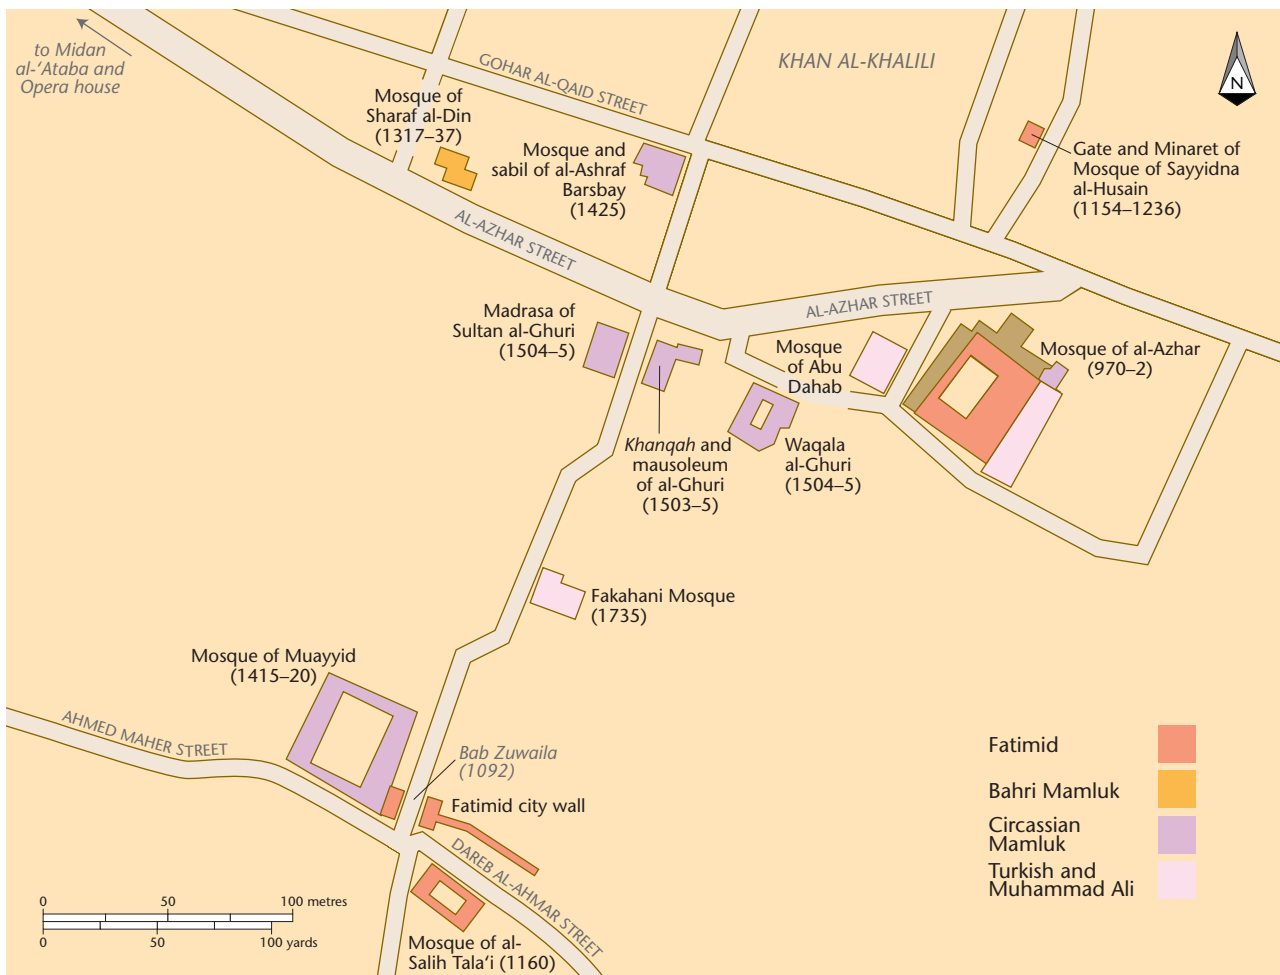 to Midan
al-‘Ataba and
Opera house
GOHAR AL-QAID STREET
KHAN AL-KHALILI
N
Mosque of
Sharaf al-Din
(1317–37)
Mosque and
sabil of al-Ashraf
Barsbay
(1425)
Gate and Minaret of
Mosque of Sayyidna
al-Husain
(1154–1236)
AL-AZHAR STREET
AL-AZHAR STREET
Madrasa of
Sultan al-Ghuri
(1504–5)
Mosque
of Abu
Dahab
Mosque of al-Azhar
(970–2)
Khanqah and
mausoleum
of al-Ghuri
(1503–5)
Waqala
al-Ghuri
(1504–5)
Fakahani Mosque
(1735)
Mosque of Muayyid
(1415–20)
AHMED MAHER STREET
Bab Zuwaila
(1092)
Fatimid city wall
DAREB AL-AHMAR STREET
Mosque of al-
Salih Tala‘i (1160)
Fatimid
Bahri Mamluk
Circassian
Mamluk
Turkish and
Muhammad Ali
0 50 100 metres
0 50 100 yards